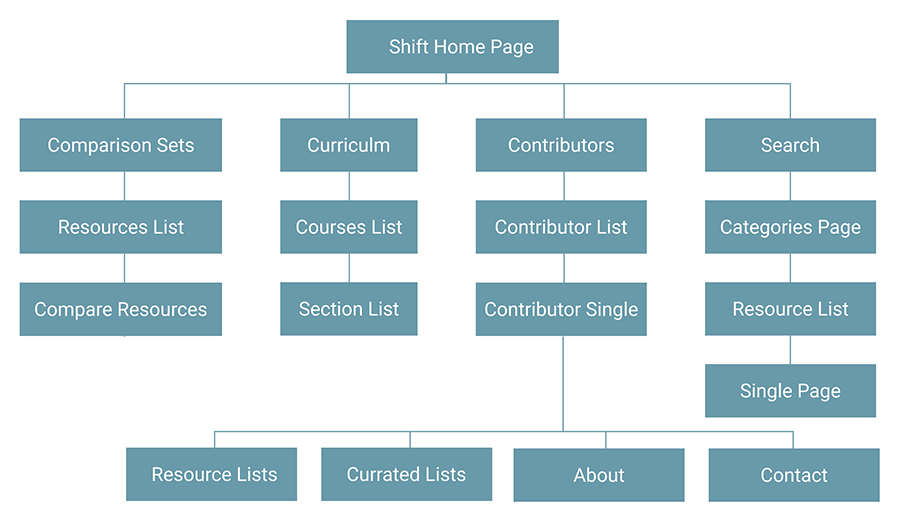 Shift Home Page
Comparison Sets
Curriculm
Contributors
Search
Resources List
Courses List
Contributor List
Categories Page
Compare Resources
Section List
Contributor Single
Resource List
Single Page
Resource Lists
Currated Lists
About
Contact